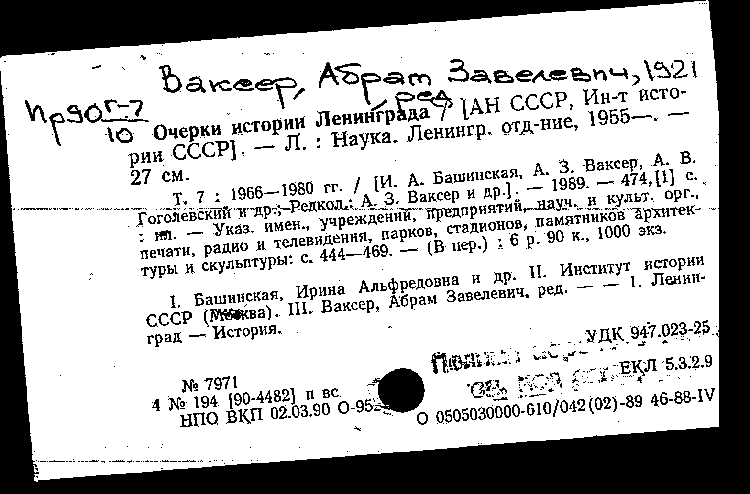 Ваксер, Абрам Завелевич, 1921
ред
Пр90Г-7
10
Очерки истории Ленинграда / [АН СССР, Ин-т исто-
рии СССР]. — Л. : Наука. Ленингр. отд-ние, 1955—. —
27 см.
Т. 7 : 1966—1980 гг. / [И. А. Башинская, А. З. Ваксер, А. В.
Гоголевский и др.; Редкол.: А. З. Ваксер и др.]. — 1989. — 474,[1] с.
: ил. — Указ. имен., учреждений, предприятий, науч. и культ. орг.,
печати, радио и телевидения, парков, стадионов, памятников архитек-
туры и скульптуры: с. 444—469. — (В пер.) : 6 р. 90 к., 1000 экз.
I. Башинская, Ирина Альфредовна и др. II. Институт истории
СССР (Москва). III. Ваксер, Абрам Завелевич, ред. — — 1. Ленин-
град — История.
УДК 947.023-25
ЕКЛ 5.3.2.9
№ 7971
4 № 194 [90-4482] п вс
НПО ВКП 02.03.90 О-95
О 0505030000-610/042(02)-89 46-88-IV